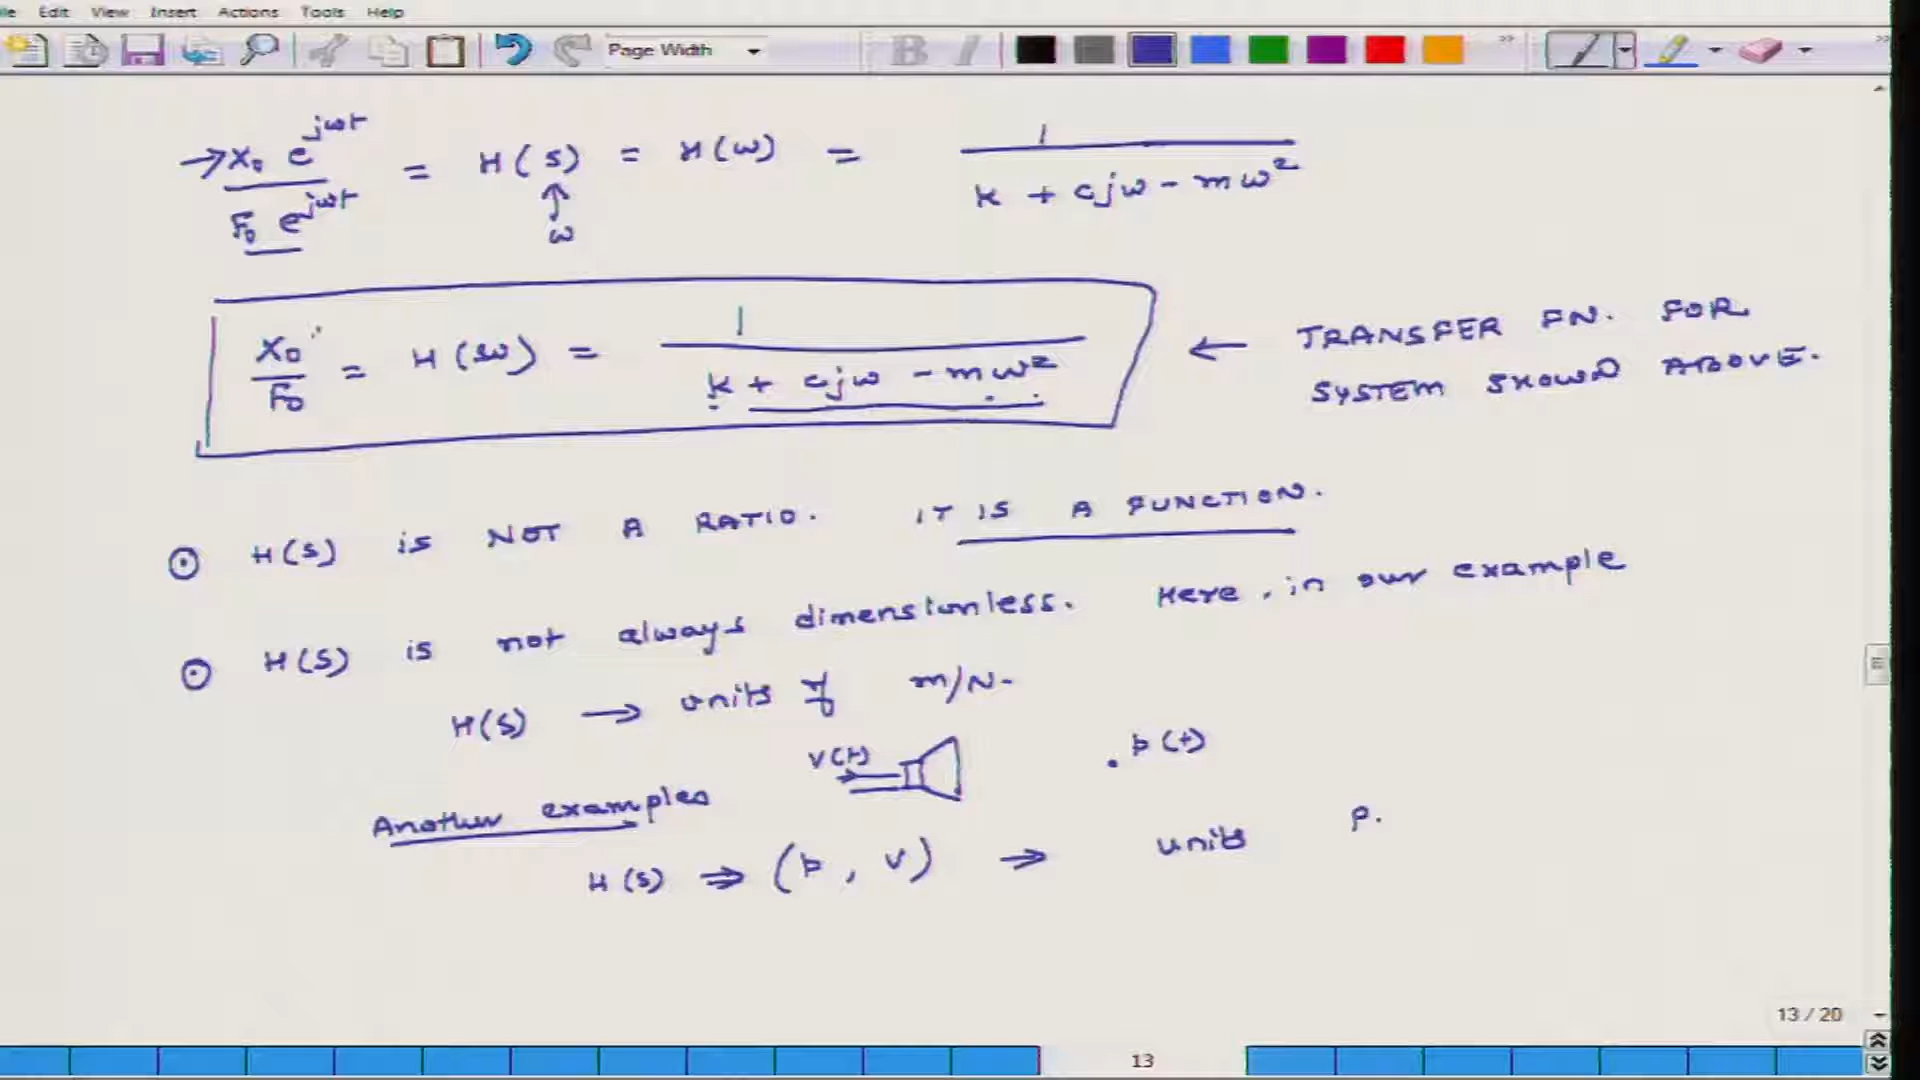 File Edit View Insert Actions Tools Help
Page Width
→ X₀ e^jωt / F₀ e^jωt = H(s) = H(ω) = 1 / k + cjω - mω²
↑
ω
X₀ / F₀ = H(sω) = 1 / k + cjω - mω² ← TRANSFER FN. FOR
SYSTEM SHOWN ABOVE.
⊙ H(s) is NOT A RATIO. IT IS A FUNCTION.
⊙ H(s) is not always dimensionless. Here, in our example
H(s) → units of m/N.
Another examples V(t) . p(t)
H(s) ⇒ (p, v) ⇒ units P.
13 / 20
13